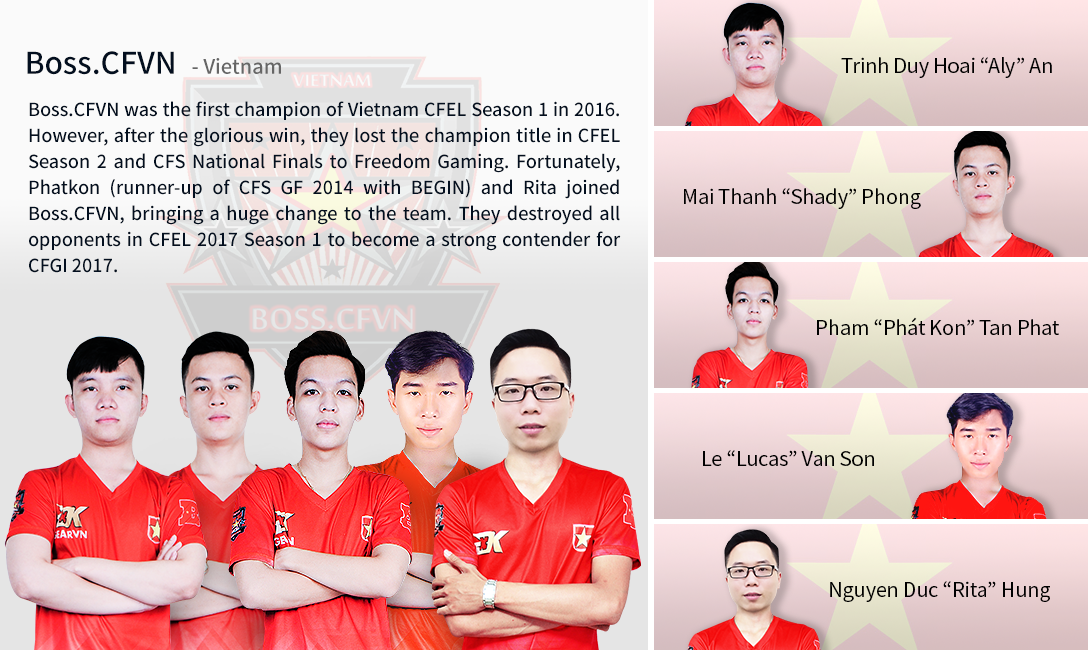 Boss.CFVN - Vietnam
VIETNAM
Boss.CFVN was the first champion of Vietnam CFEL Season 1 in 2016.
However, after the glorious win, they lost the champion title in CFEL
Season 2 and CFS National Finals to Freedom Gaming. Fortunately,
Phatkon (runner-up of CFS GF 2014 with BEGIN) and Rita joined
Boss.CFVN, bringing a huge change to the team. They destroyed all
opponents in CFEL 2017 Season 1 to become a strong contender for
CFGI 2017.
BOSS.CFVN
Trinh Duy Hoai “Aly” An
Mai Thanh “Shady” Phong
Pham “Phát Kon” Tan Phat
Le “Lucas” Van Son
Nguyen Duc “Rita” Hung